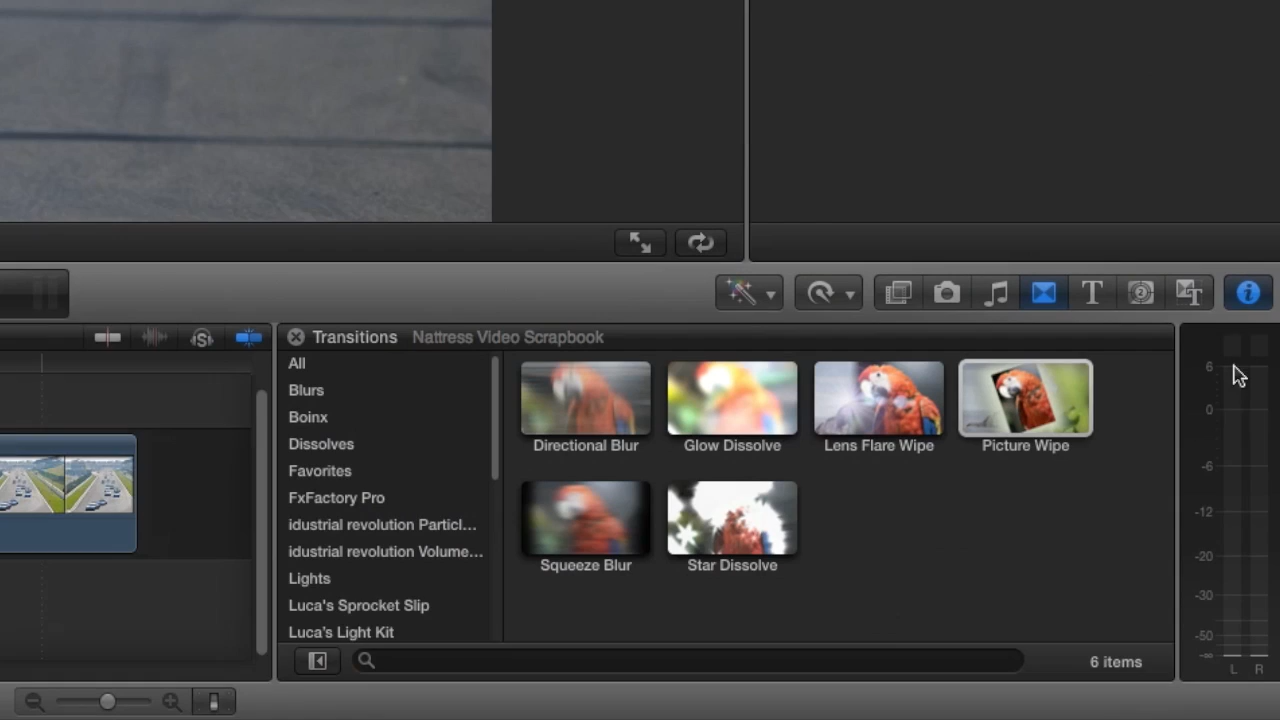 Transitions Nattress Video Scrapbook
All
Blurs
Boinx
Dissolves
Favorites
FxFactory Pro
idustrial revolution Particl...
idustrial revolution Volume...
Lights
Luca's Sprocket Slip
Luca's Light Kit
Directional Blur
Glow Dissolve
Lens Flare Wipe
Picture Wipe
Squeeze Blur
Star Dissolve
6 items
6
0
-6
-12
-20
-30
-50
-∞
L R
T
2
T
i
S